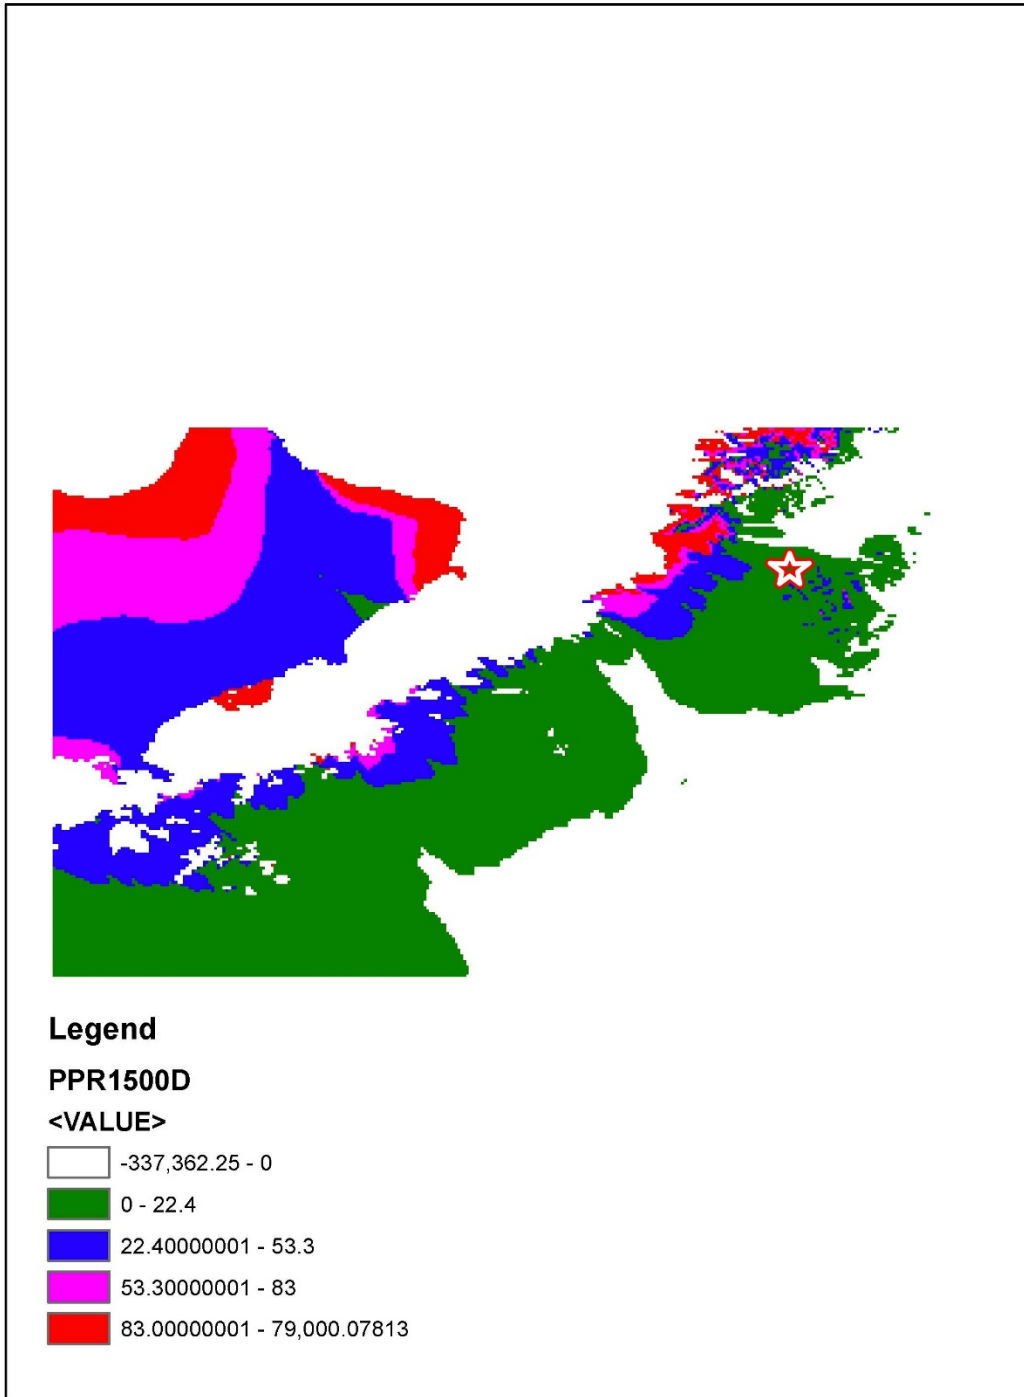 Legend
PPR1500D
<VALUE>
-337,362.25 - 0
0 - 22.4
22.40000001 - 53.3
53.30000001 - 83
83.00000001 - 79,000.07813